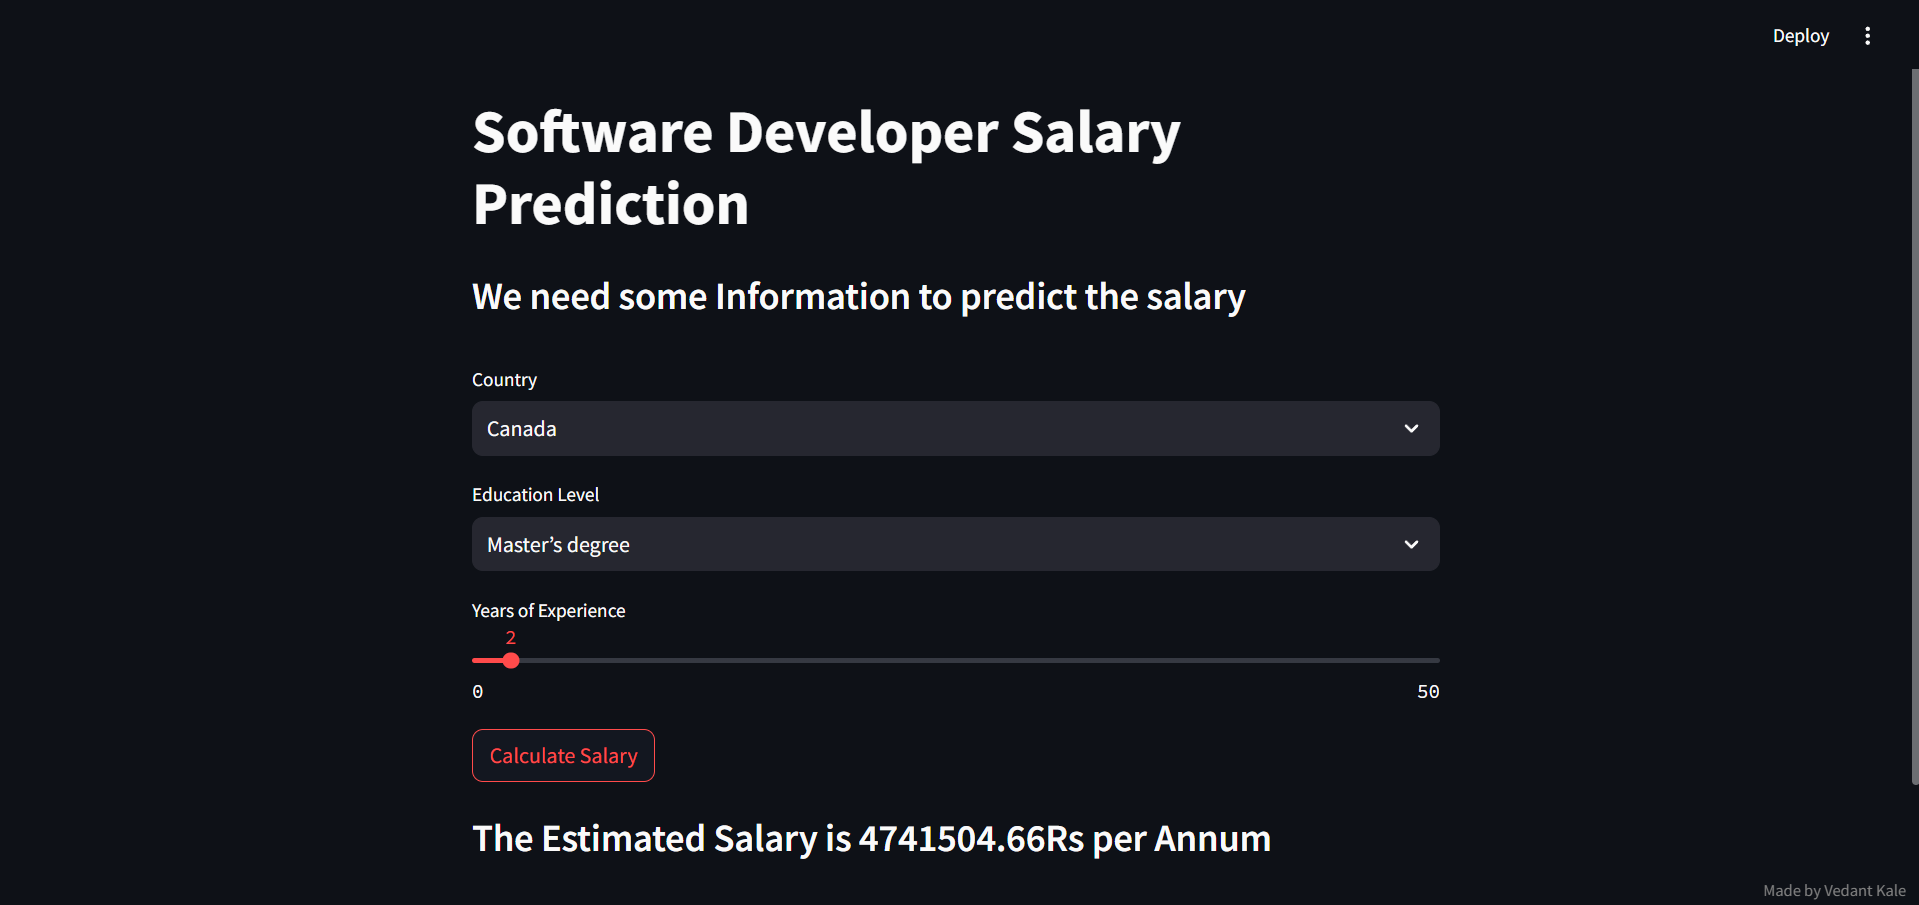 Deploy
Software Developer Salary
Prediction
We need some Information to predict the salary
Country
Canada
Education Level
Master’s degree
Years of Experience
2
0
50
Calculate Salary
The Estimated Salary is 4741504.66Rs per Annum
Made by Vedant Kale